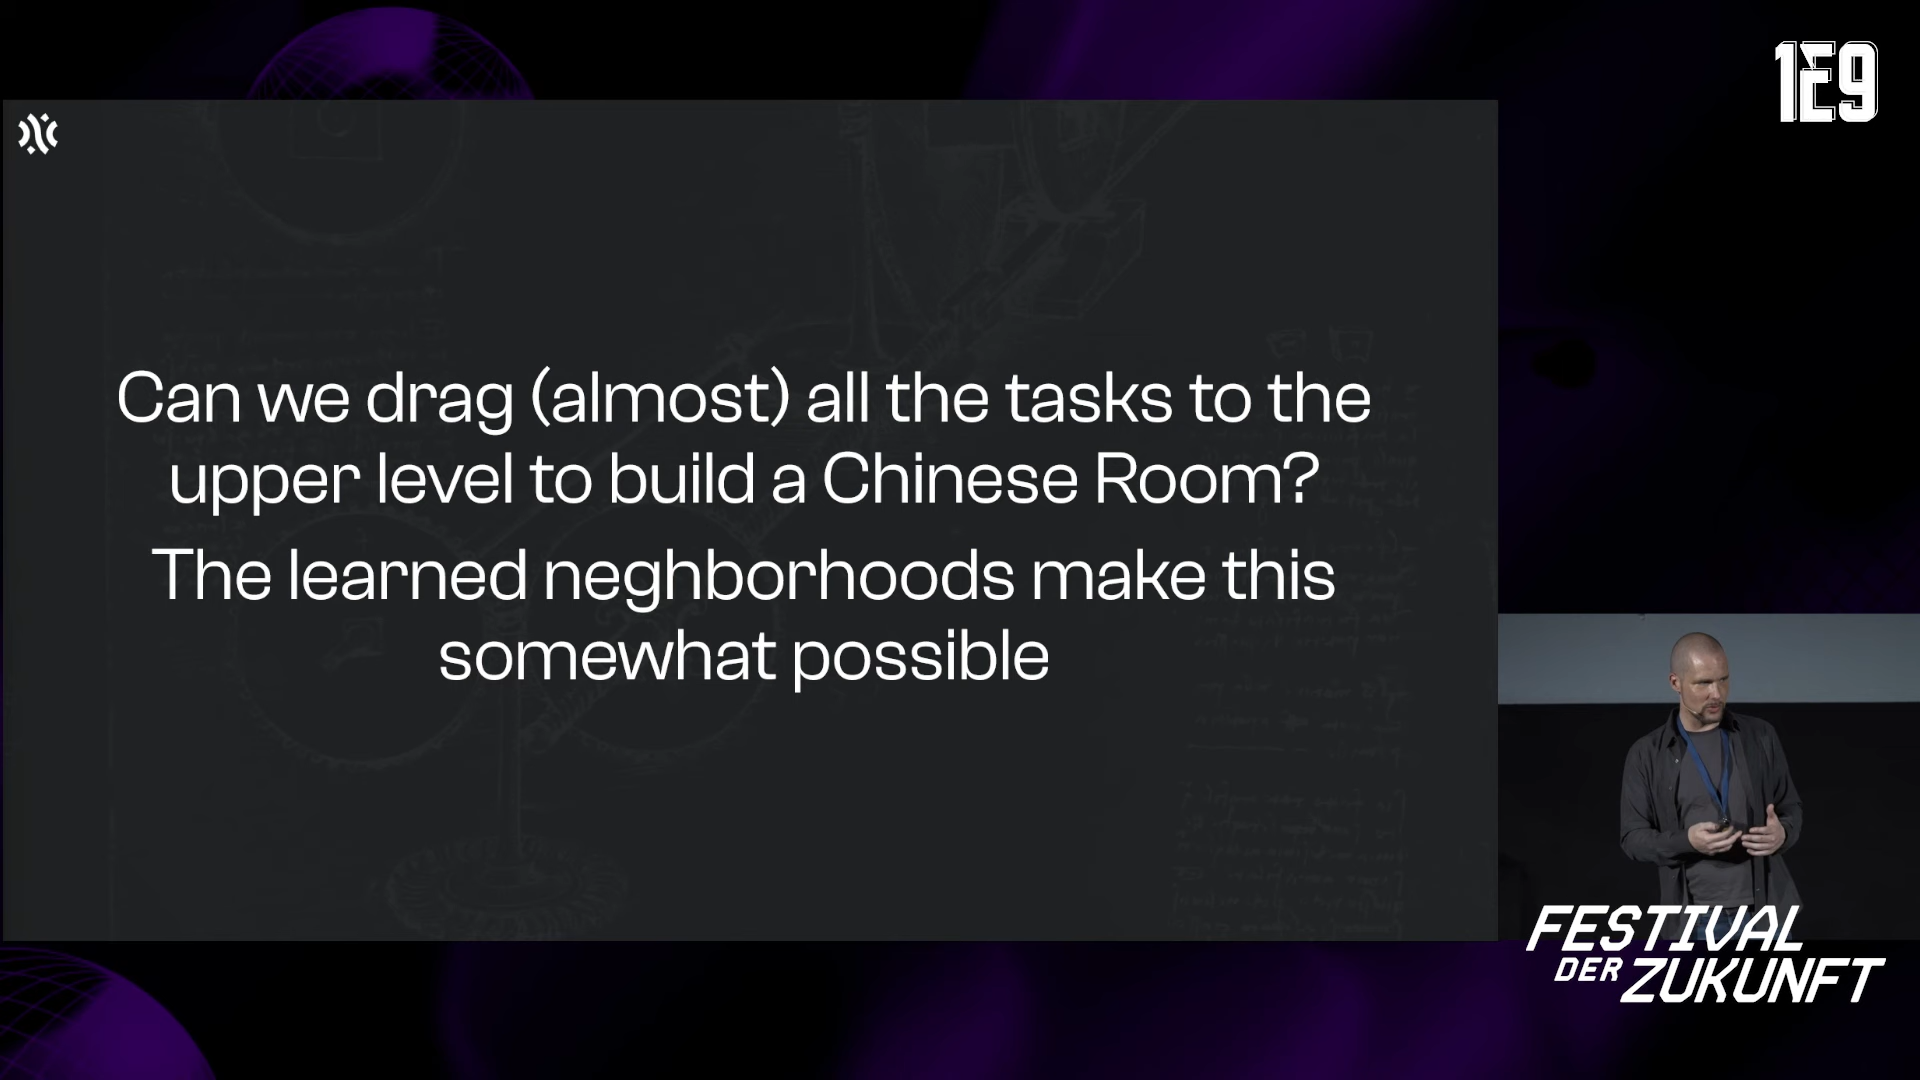 1E9
Can we drag (almost) all the tasks to the
upper level to build a Chinese Room?
The learned neghborhoods make this
somewhat possible
FESTIVAL
DER ZUKUNFT